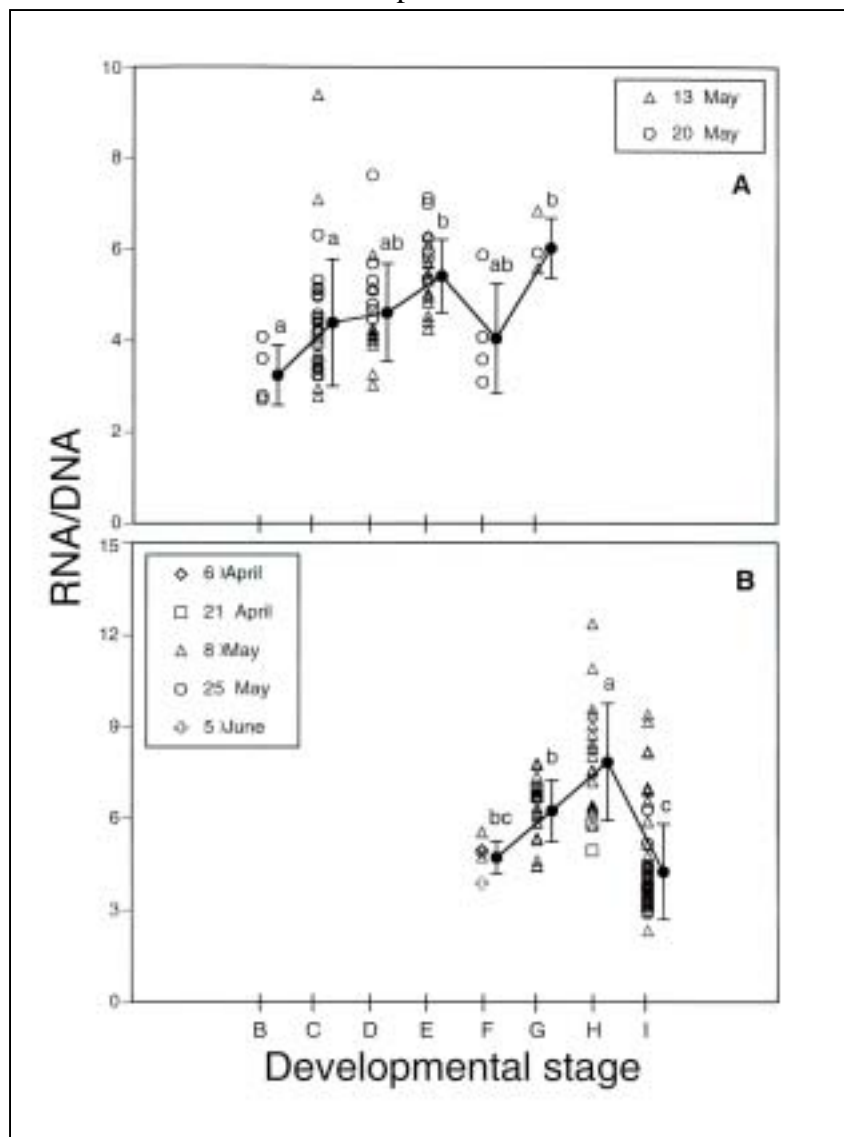 10
8
6
4
2
0
△ 13 May
○ 20 May
A
a
a
ab
b
ab
b
RNA/DNA
15
12
9
6
3
0
◇ 6 April
□ 21 April
△ 8 May
○ 25 May
5 June
B
bc
b
a
c
B C D E F G H I
Developmental stage